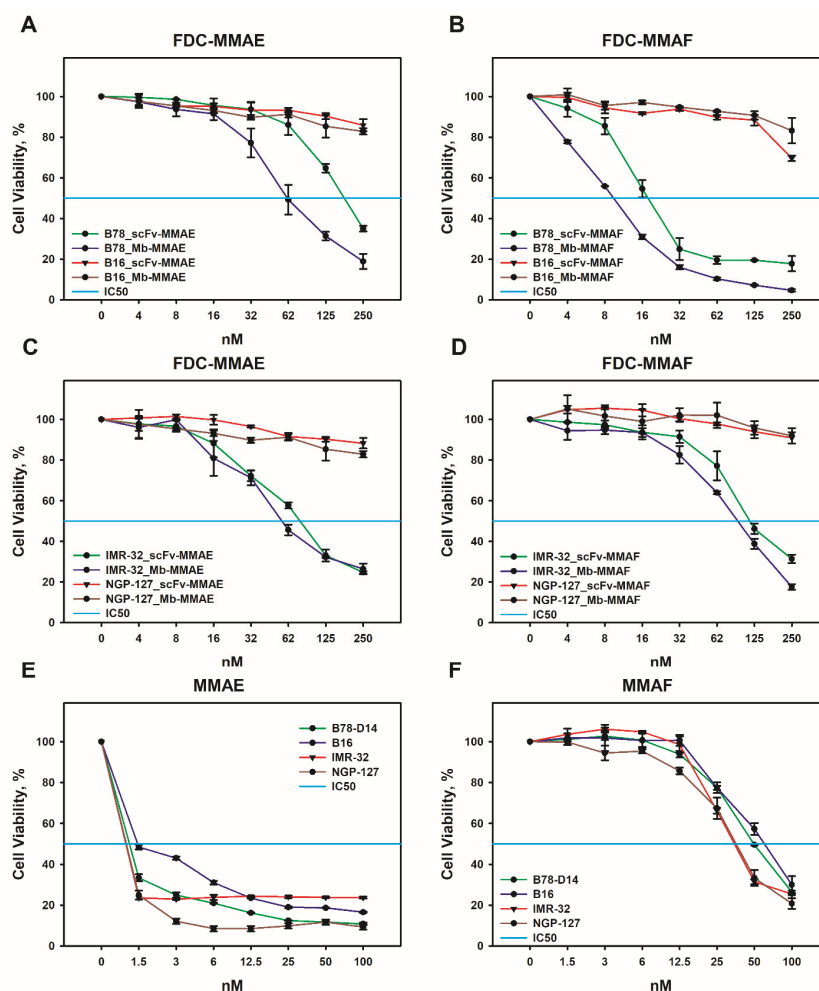 A
FDC-MMAE
Cell Viability, %
100
80
60
40
20
0
B78_scFv-MMAE
B78_Mb-MMAE
B16_scFv-MMAE
B16_Mb-MMAE
IC50
0 4 8 16 32 62 125 250
nM
B
FDC-MMAF
Cell Viability, %
100
80
60
40
20
0
B78_scFv-MMAF
B78_Mb-MMAF
B16_scFv-MMAF
B16_Mb-MMAF
IC50
0 4 8 16 32 62 125 250
nM
C
FDC-MMAE
Cell Viability, %
100
80
60
40
20
0
IMR-32_scFv-MMAE
IMR-32_Mb-MMAE
NGP-127_scFv-MMAE
NGP-127_Mb-MMAE
IC50
0 4 8 16 32 62 125 250
nM
D
FDC-MMAF
Cell Viability, %
100
80
60
40
20
0
IMR-32_scFv-MMAF
IMR-32_Mb-MMAF
NGP-127_scFv-MMAF
NGP-127_Mb-MMAF
IC50
0 4 8 16 32 62 125 250
nM
E
MMAE
Cell Viability, %
100
80
60
40
20
0
B78-D14
B16
IMR-32
NGP-127
IC50
0 1.5 3 6 12.5 25 50 100
nM
F
MMAF
Cell Viability, %
100
80
60
40
20
0
B78-D14
B16
IMR-32
NGP-127
IC50
0 1.5 3 6 12.5 25 50 100
nM